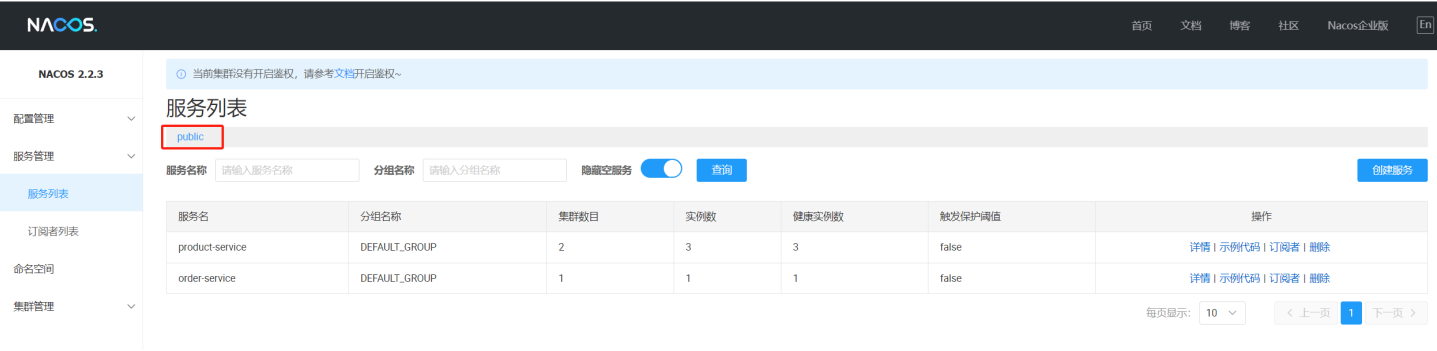 NACOS.
首页 文档 博客 社区 Nacos企业版 En
NACOS 2.2.3
当前集群没有开启鉴权，请参考文档开启鉴权~
配置管理
服务管理
服务列表
订阅者列表
命名空间
集群管理
服务列表
public
服务名称 请输入服务名称 分组名称 请输入分组名称 隐藏空服务 查询 创建服务
服务名 分组名称 集群数目 实例数 健康实例数 触发保护阈值 操作
product-service DEFAULT_GROUP 2 3 3 false 详情 | 示例代码 | 订阅者 | 删除
order-service DEFAULT_GROUP 1 1 1 false 详情 | 示例代码 | 订阅者 | 删除
每页显示: 10 < 上一页 1 下一页 >